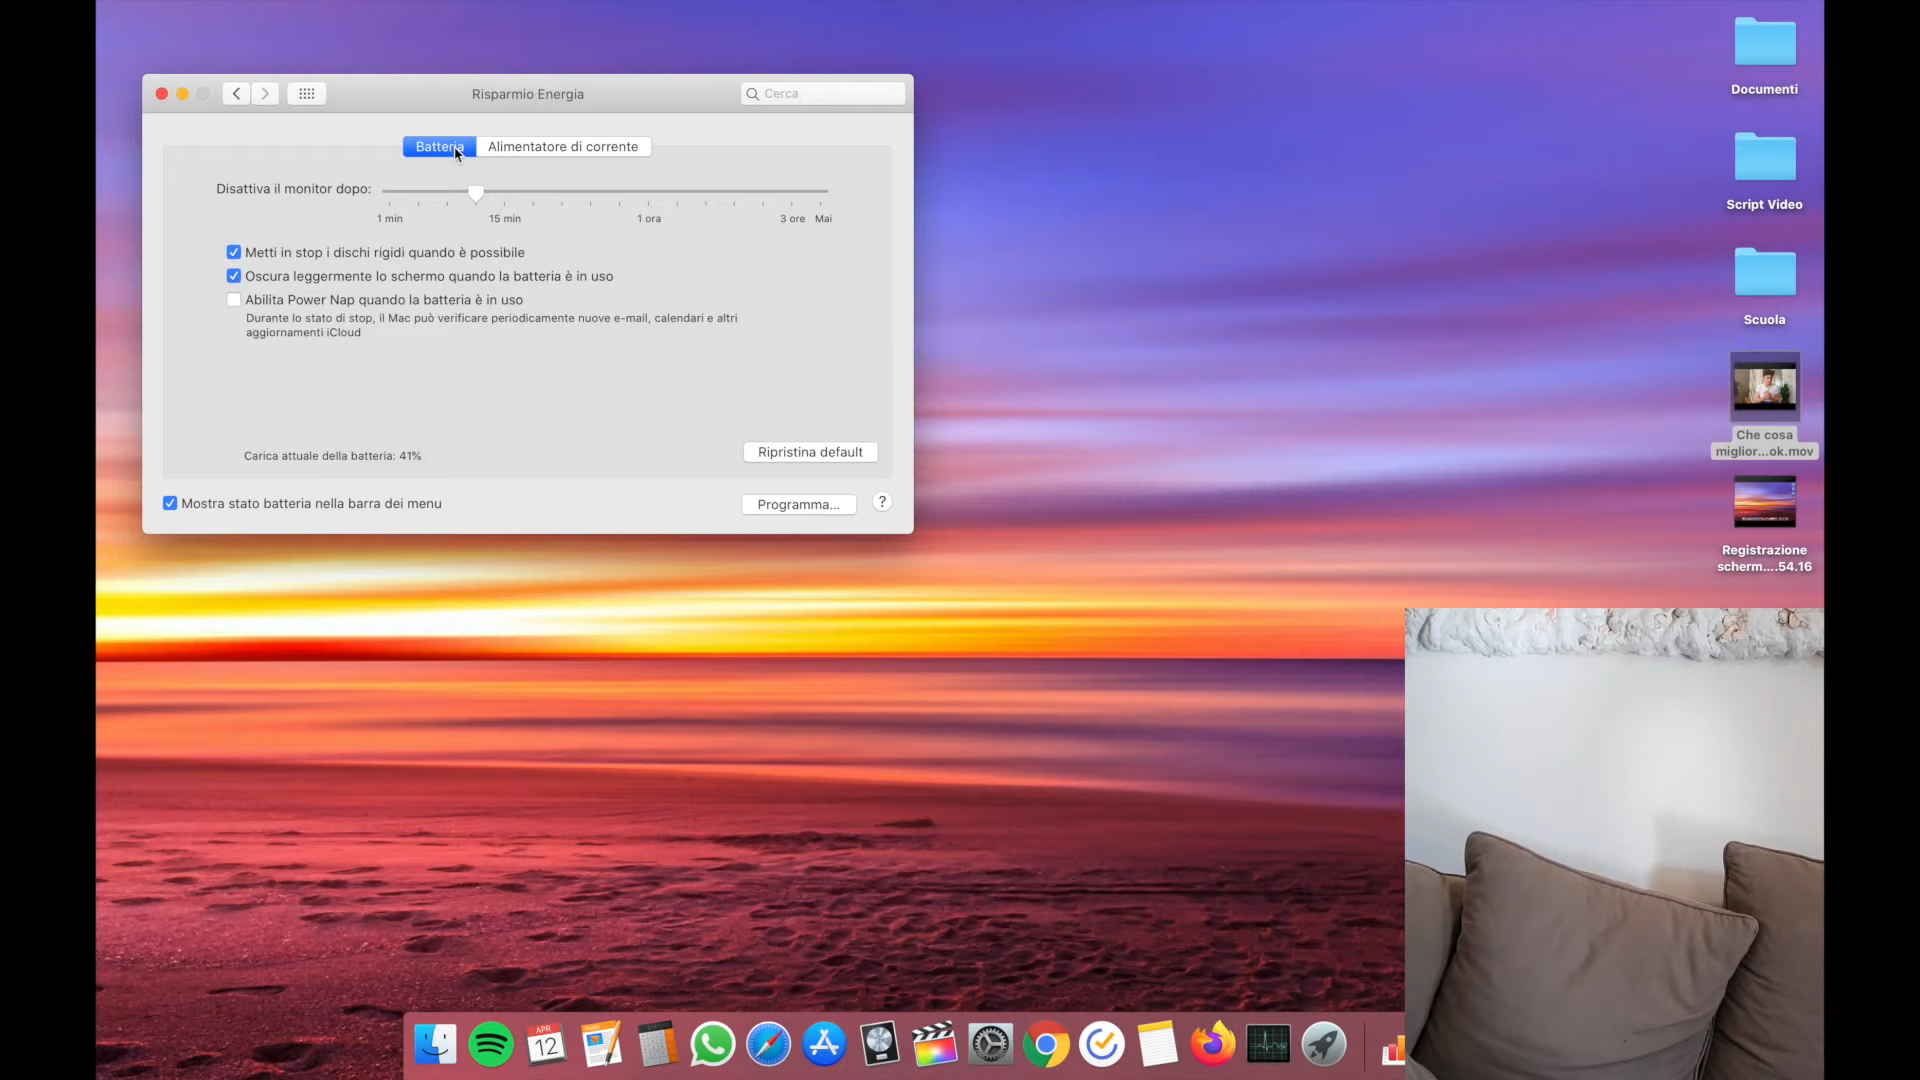 Risparmio Energia
Cerca
Batteria
Alimentatore di corrente
Disattiva il monitor dopo:
1 min
15 min
1 ora
3 ore
Mai
Metti in stop i dischi rigidi quando è possibile
Oscura leggermente lo schermo quando la batteria è in uso
Abilita Power Nap quando la batteria è in uso
Durante lo stato di stop, il Mac può verificare periodicamente nuove e-mail, calendari e altri
aggiornamenti iCloud
Carica attuale della batteria: 41%
Ripristina default
Mostra stato batteria nella barra dei menu
Programma...
?
Documenti
Script Video
Scuola
Che cosa
miglior...ok.mov
Registrazione
scherm....54.16
APR
12